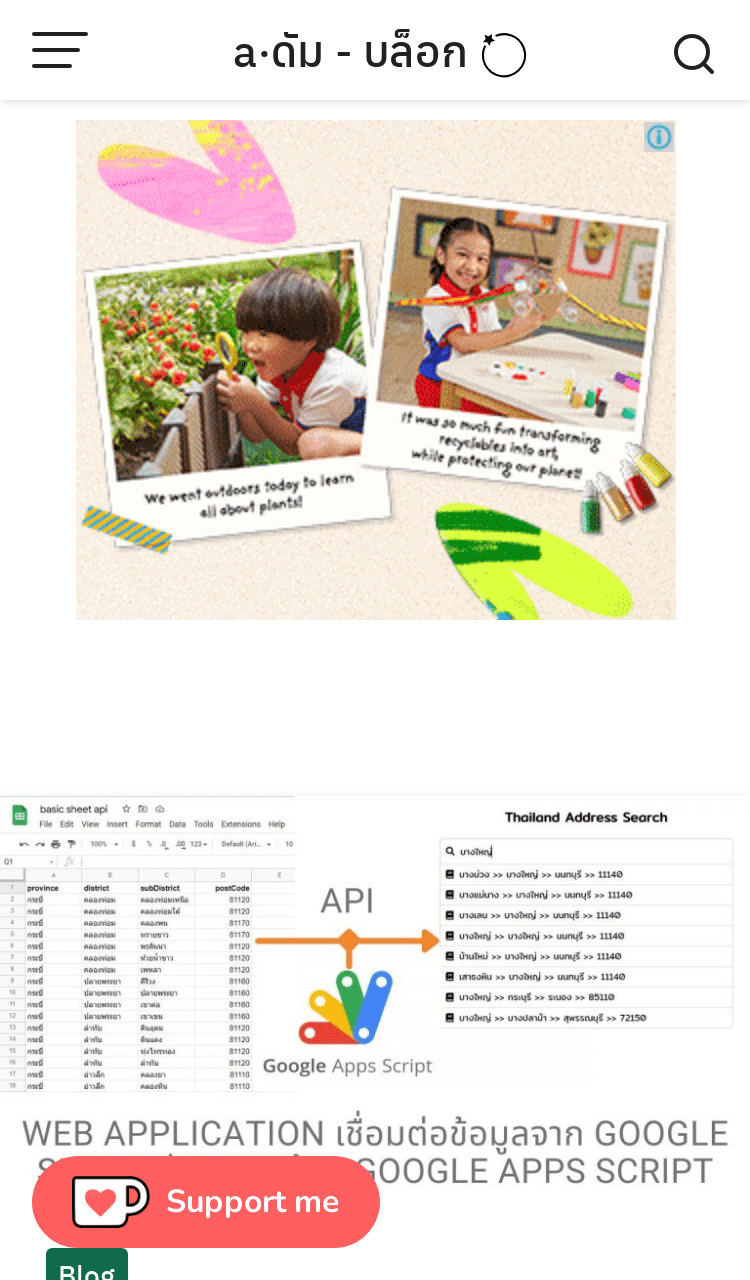 a·ดัม - บล็อก
We went outdoors today to learn
all about plants!
It was so much fun transforming
recyclables into art,
while protecting our planet!
basic sheet api
File Edit View Insert Format Data Tools Extensions Help
100% $ % .0 .00 123 Default (Ari... 10
Q1 fx
A B C D E
1 province district subDistrict postCode
2 กระบี่ คลองท่อม คลองท่อมเหนือ 81120
3 กระบี่ คลองท่อม คลองท่อมใต้ 81120
4 กระบี่ คลองท่อม คลองพน 81170
5 กระบี่ คลองท่อม ทรายขาว 81170
6 กระบี่ คลองท่อม พรุดินนา 81120
7 กระบี่ คลองท่อม ห้วยน้ำขาว 81120
8 กระบี่ คลองท่อม เพหลา 81120
9 กระบี่ ปลายพระยา คีรีวง 81160
10 กระบี่ ปลายพระยา ปลายพระยา 81160
11 กระบี่ ปลายพระยา เขาต่อ 81160
12 กระบี่ ปลายพระยา เขาเขน 81160
13 กระบี่ ลำทับ ดินอุดม 81120
14 กระบี่ ลำทับ ดินแดง 81120
15 กระบี่ ลำทับ ทุ่งไทรทอง 81120
16 กระบี่ ลำทับ ลำทับ 81120
17 กระบี่ อ่าวลึก คลองยา 81110
18 กระบี่ อ่าวลึก คลองหิน 81110
API
Google Apps Script
Thailand Address Search
บางใหญ่
บางม่วง >> บางใหญ่ >> นนทบุรี >> 11140
บางแม่นาง >> บางใหญ่ >> นนทบุรี >> 11140
บางเลน >> บางใหญ่ >> นนทบุรี >> 11140
บางใหญ่ >> บางใหญ่ >> นนทบุรี >> 11140
บ้านใหม่ >> บางใหญ่ >> นนทบุรี >> 11140
เสาธงหิน >> บางใหญ่ >> นนทบุรี >> 11140
บางใหญ่ >> กระบุรี >> ระนอง >> 85110
บางใหญ่ >> บางปลาม้า >> สุพรรณบุรี >> 72150
WEB APPLICATION เชื่อมต่อข้อมูลจาก GOOGLE
GOOGLE APPS SCRIPT
Support me
Blog